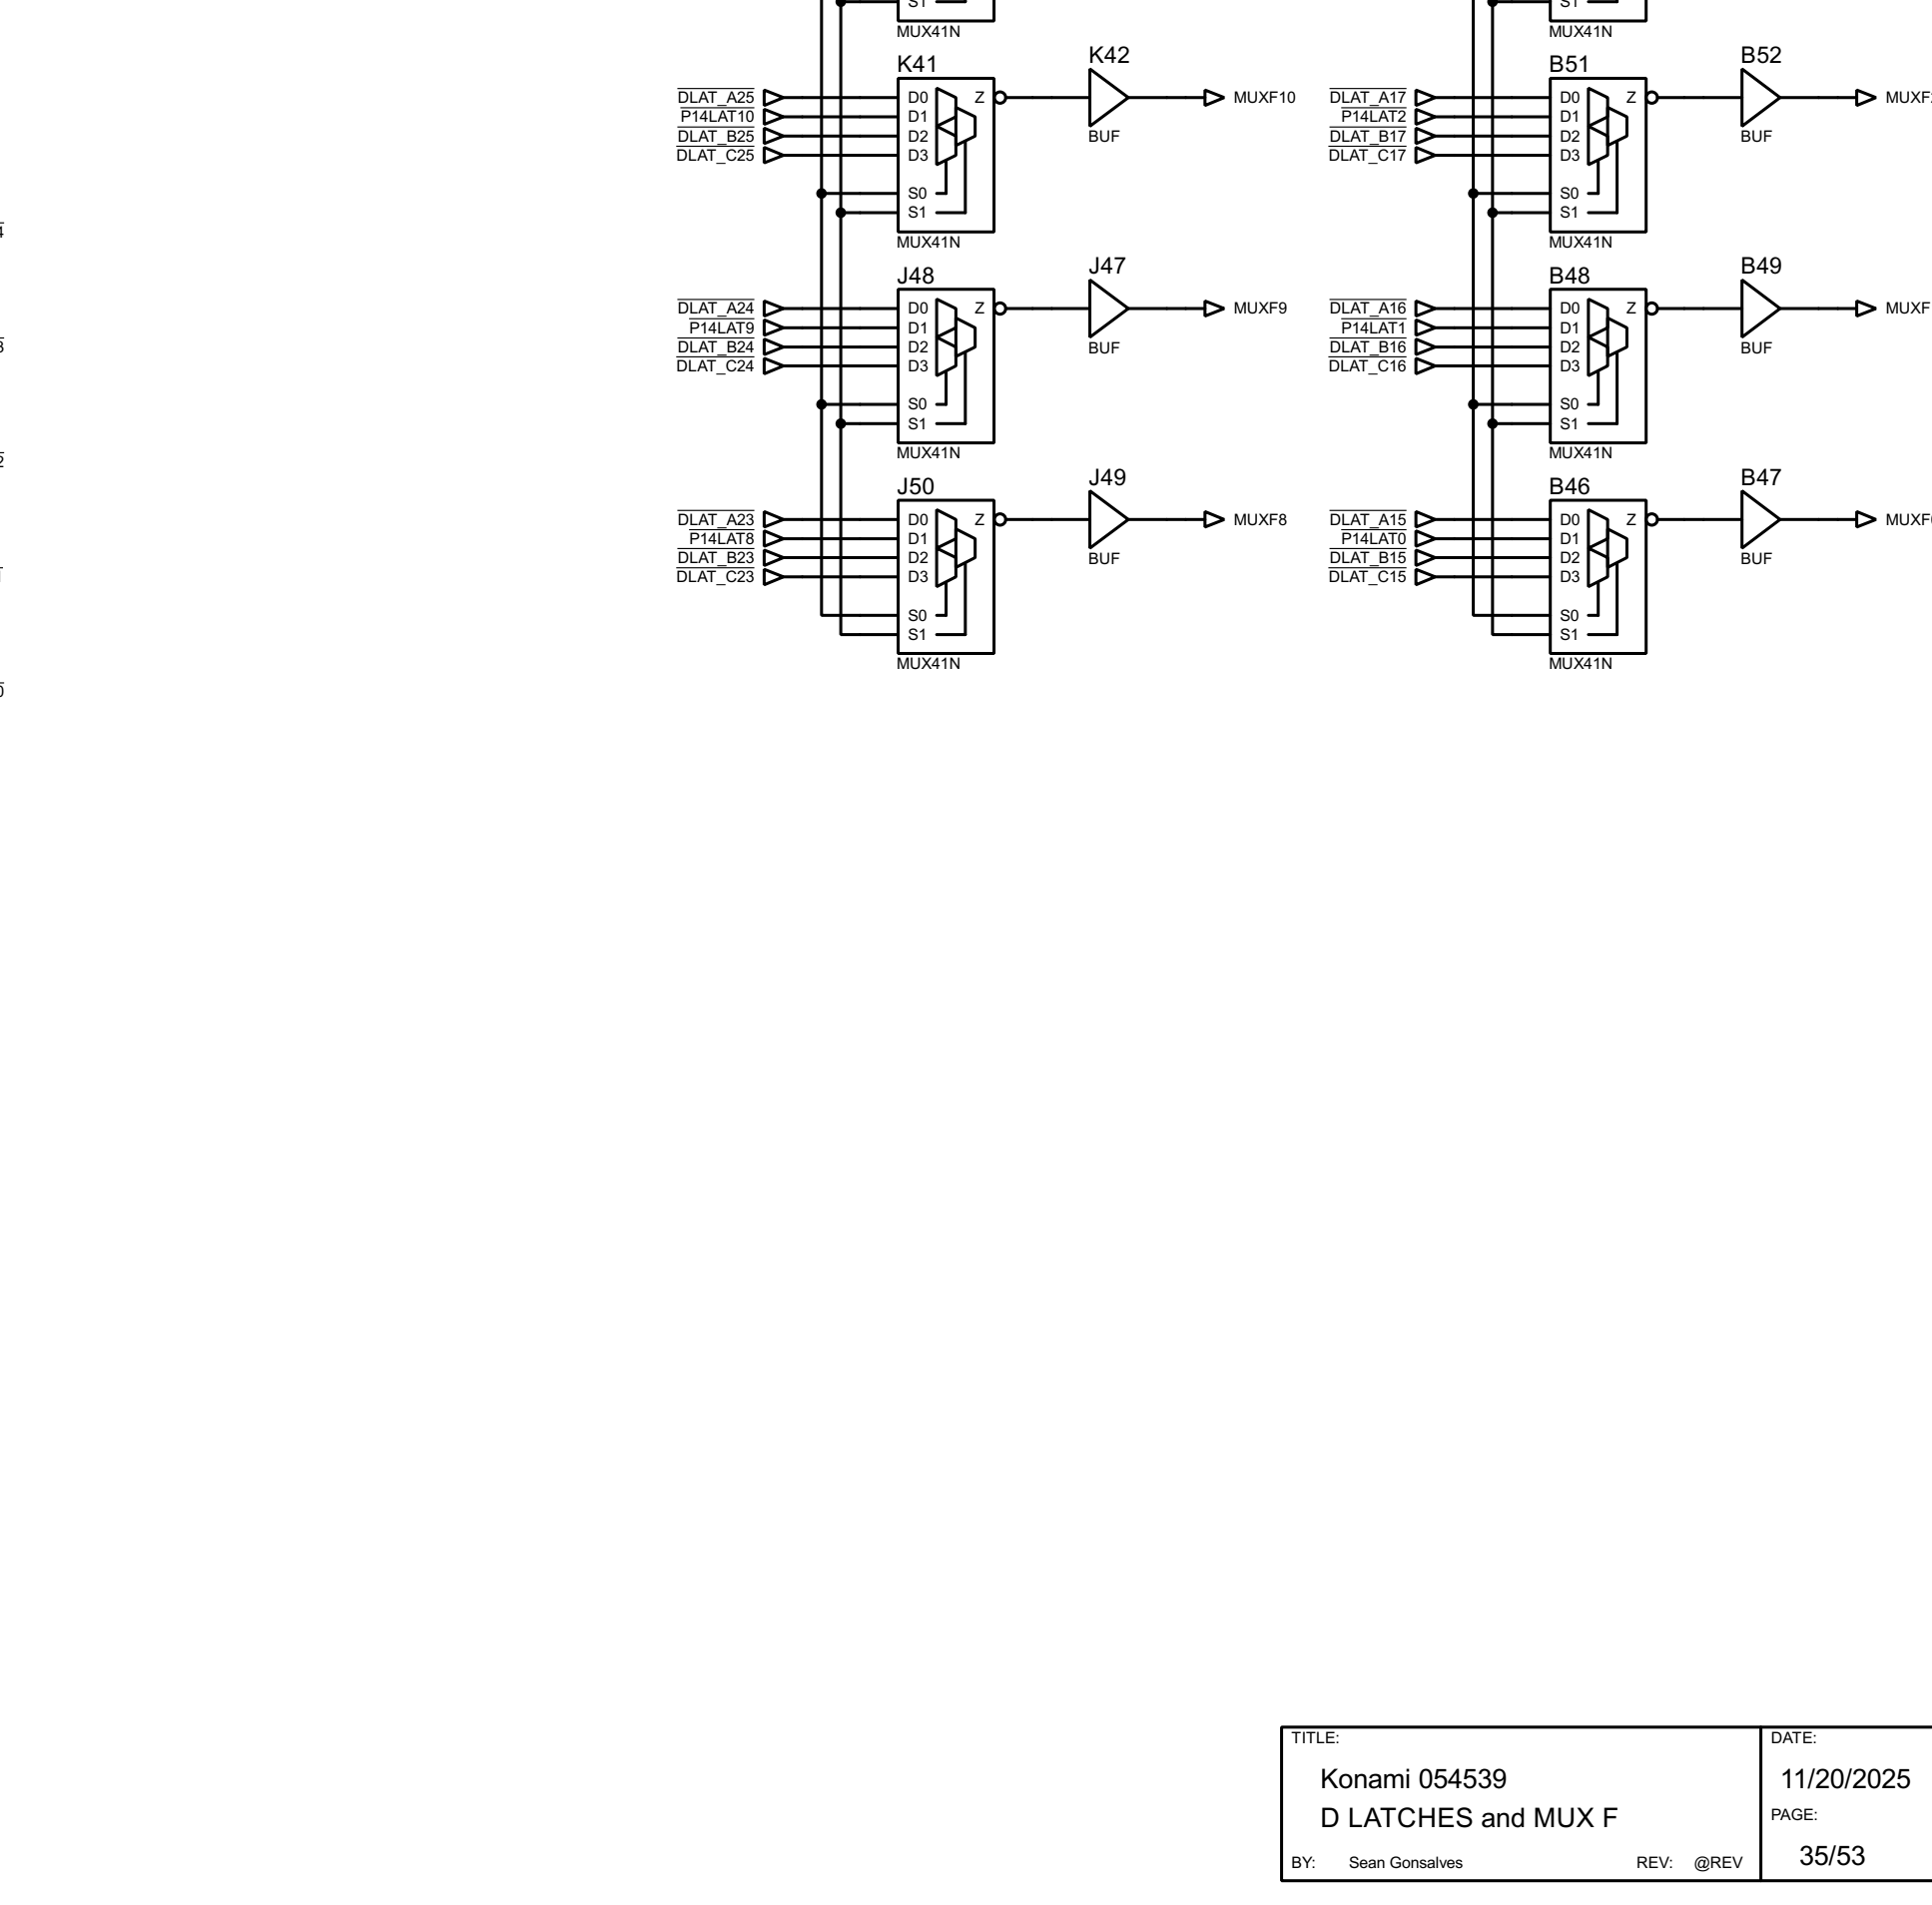 S1
S1
MUX41N
MUX41N
K41
K42
B51
B52
DLAT_A25
D0
Z
MUXF10
DLAT_A17
D0
Z
P14LAT10
D1
P14LAT2
D1
DLAT_B25
D2
BUF
DLAT_B17
D2
BUF
DLAT_C25
D3
DLAT_C17
D3
S0
S0
S1
S1
MUX41N
MUX41N
J48
J47
B48
B49
DLAT_A24
D0
Z
MUXF9
DLAT_A16
D0
Z
P14LAT9
D1
P14LAT1
D1
DLAT_B24
D2
BUF
DLAT_B16
D2
BUF
DLAT_C24
D3
DLAT_C16
D3
S0
S0
S1
S1
MUX41N
MUX41N
J50
J49
B46
B47
DLAT_A23
D0
Z
MUXF8
DLAT_A15
D0
Z
P14LAT8
D1
P14LAT0
D1
DLAT_B23
D2
BUF
DLAT_B15
D2
BUF
DLAT_C23
D3
DLAT_C15
D3
S0
S0
S1
S1
MUX41N
MUX41N
TITLE:
Konami 054539
D LATCHES and MUX F
BY: Sean Gonsalves REV: @REV
DATE:
11/20/2025
PAGE:
35/53